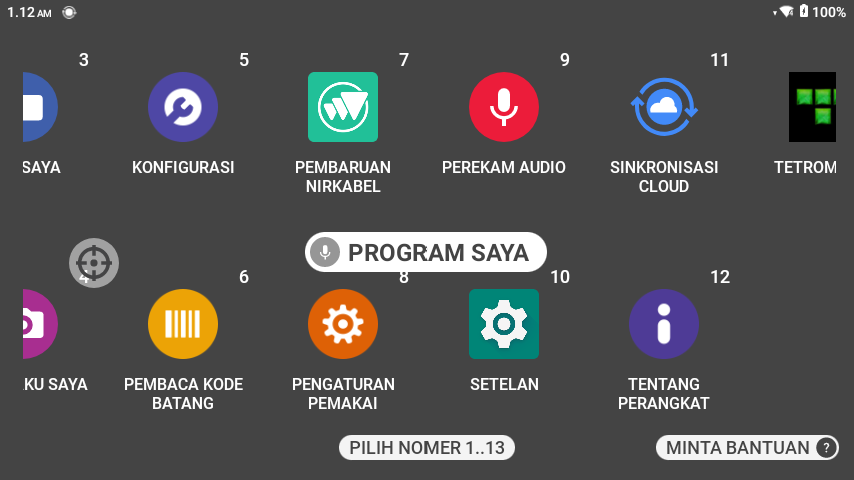 1.12 AM
100%
3
5
7
9
11
SAYA
KONFIGURASI
PEMBARUAN
NIRKABEL
PEREKAM AUDIO
SINKRONISASI
CLOUD
TETROM
PROGRAM SAYA
4
6
8
10
12
KU SAYA
PEMBACA KODE
BATANG
PENGATURAN
PEMAKAI
SETELAN
TENTANG
PERANGKAT
PILIH NOMER 1..13
MINTA BANTUAN ?